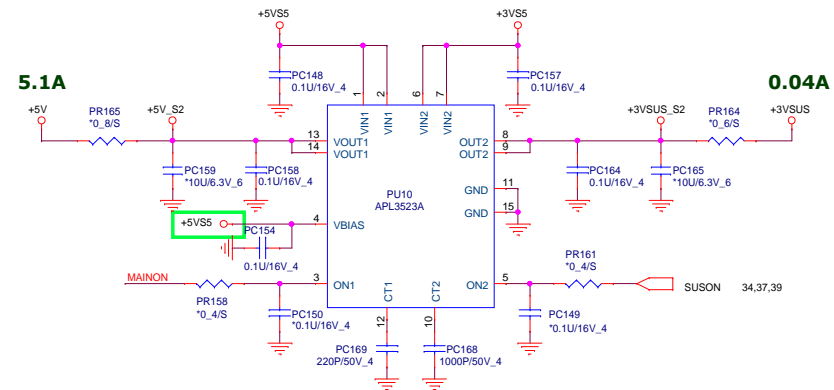 +5VS5
+3VS5
5.1A
0.04A
PC148
0.1U/16V_4
PC157
0.1U/16V_4
1
2
6
7
VIN1
VIN1
VIN2
VIN2
+5V
PR165
*0_8/S
+5V_S2
+3VSUS_S2
PR164
*0_6/S
+3VSUS
13
VOUT1
14
VOUT1
8
OUT2
9
OUT2
PC159
*10U/6.3V_6
PC158
0.1U/16V_4
PC164
0.1U/16V_4
PC165
*10U/6.3V_6
PU10
APL3523A
11
GND
15
GND
+5VS5
4
VBIAS
PC154
0.1U/16V_4
MAINON
PR158
*0_4/S
3
ON1
5
ON2
PR161
*0_4/S
SUSON
34,37,39
PC150
*0.1U/16V_4
PC149
*0.1U/16V_4
CT1
CT2
12
10
PC169
220P/50V_4
PC168
1000P/50V_4